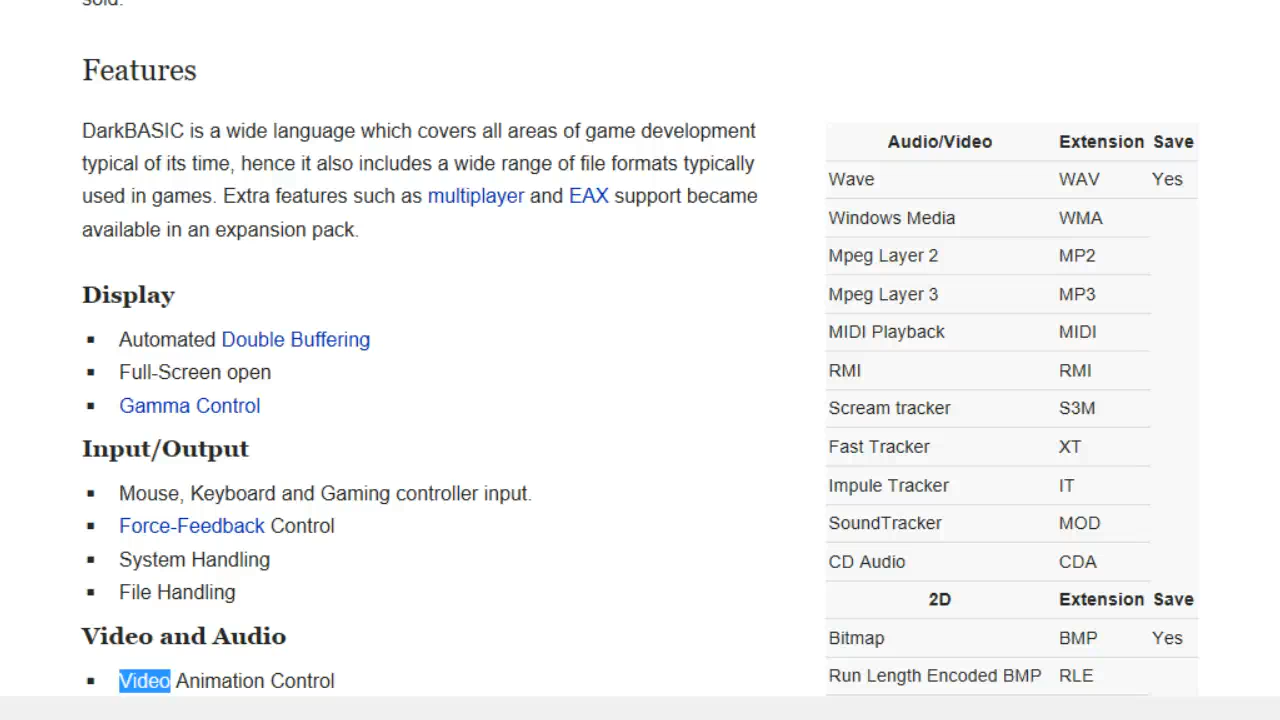 Features
DarkBASIC is a wide language which covers all areas of game development
typical of its time, hence it also includes a wide range of file formats typically
used in games. Extra features such as multiplayer and EAX support became
available in an expansion pack.
Display
▪ Automated Double Buffering
▪ Full-Screen open
▪ Gamma Control
Input/Output
▪ Mouse, Keyboard and Gaming controller input.
▪ Force-Feedback Control
▪ System Handling
▪ File Handling
Video and Audio
▪ Video Animation Control
Audio/Video Extension Save
Wave WAV Yes
Windows Media WMA
Mpeg Layer 2 MP2
Mpeg Layer 3 MP3
MIDI Playback MIDI
RMI RMI
Scream tracker S3M
Fast Tracker XT
Impule Tracker IT
SoundTracker MOD
CD Audio CDA
2D Extension Save
Bitmap BMP Yes
Run Length Encoded BMP RLE